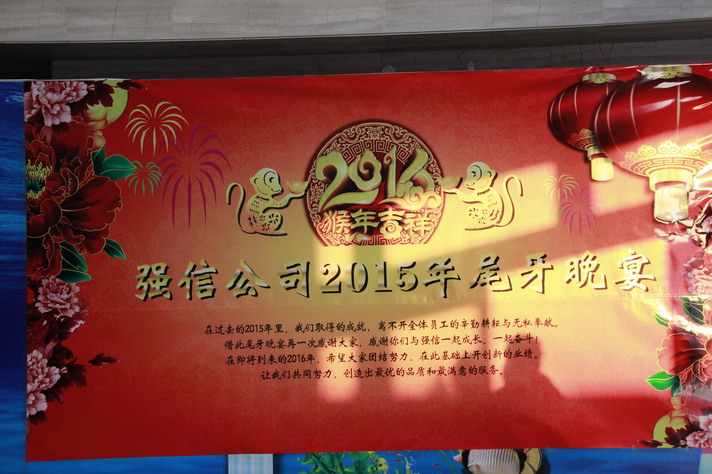 2016
猴年吉祥
强信公司2015年尾牙晚宴
在过去的2015年里，我们取得的成就，离不开全体员工的辛勤耕耘与无私奉献。
借此尾牙晚宴再一次感谢大家，感谢你们与强信一起成长、一起奋斗！
在即将到来的2016年，希望大家团结努力，在此基础上开创新的业绩。
让我们共同努力，创造出最优的品质和最满意的服务。